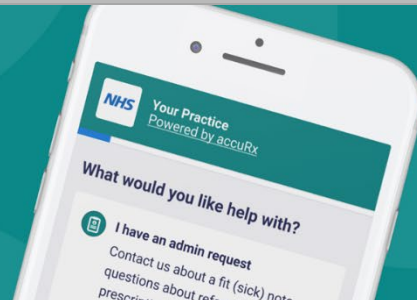 NHS
Your Practice
Powered by accuRx
What would you like help with?
I have an admin request
Contact us about a fit (sick) note
questions about